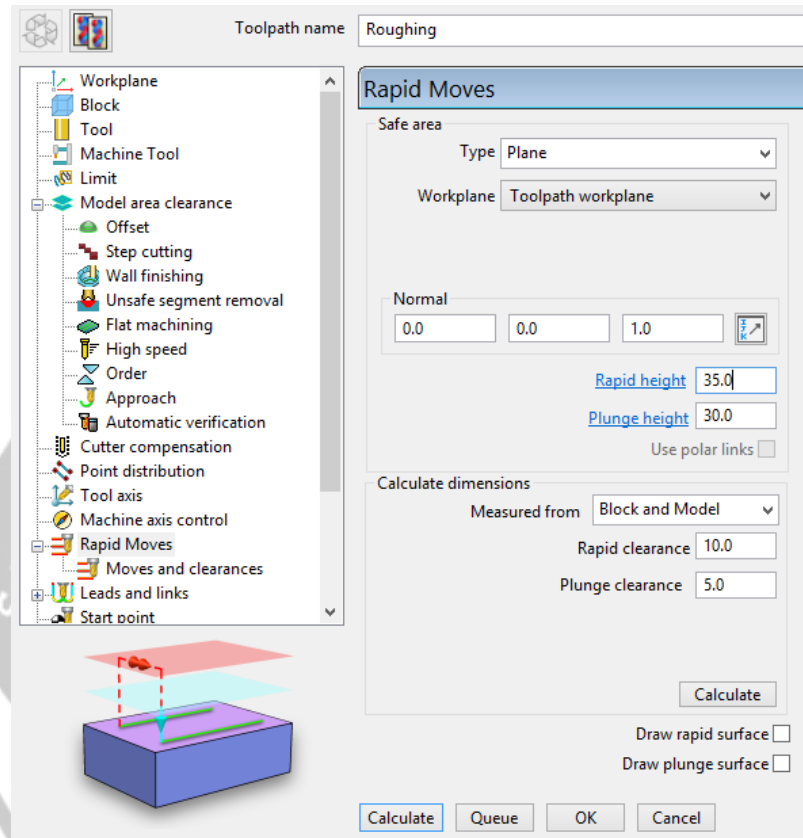 Toolpath name Roughing
Workplane
Block
Tool
Machine Tool
Limit
Model area clearance
Offset
Step cutting
Wall finishing
Unsafe segment removal
Flat machining
High speed
Order
Approach
Automatic verification
Cutter compensation
Point distribution
Tool axis
Machine axis control
Rapid Moves
Moves and clearances
Leads and links
Start point
Rapid Moves
Safe area
Type Plane
Workplane Toolpath workplane
Normal
0.0 0.0 1.0
Rapid height 35.0
Plunge height 30.0
Use polar links
Calculate dimensions
Measured from Block and Model
Rapid clearance 10.0
Plunge clearance 5.0
Calculate
Draw rapid surface
Draw plunge surface
Calculate Queue OK Cancel